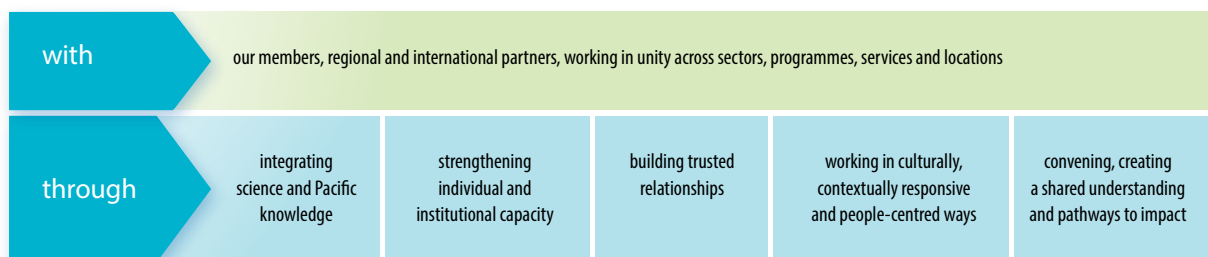 with
our members, regional and international partners, working in unity across sectors, programmes, services and locations
through
integrating
science and Pacific
knowledge
strengthening
individual and
institutional capacity
building trusted
relationships
working in culturally,
contextually responsive
and people-centred ways
convening, creating
a shared understanding
and pathways to impact